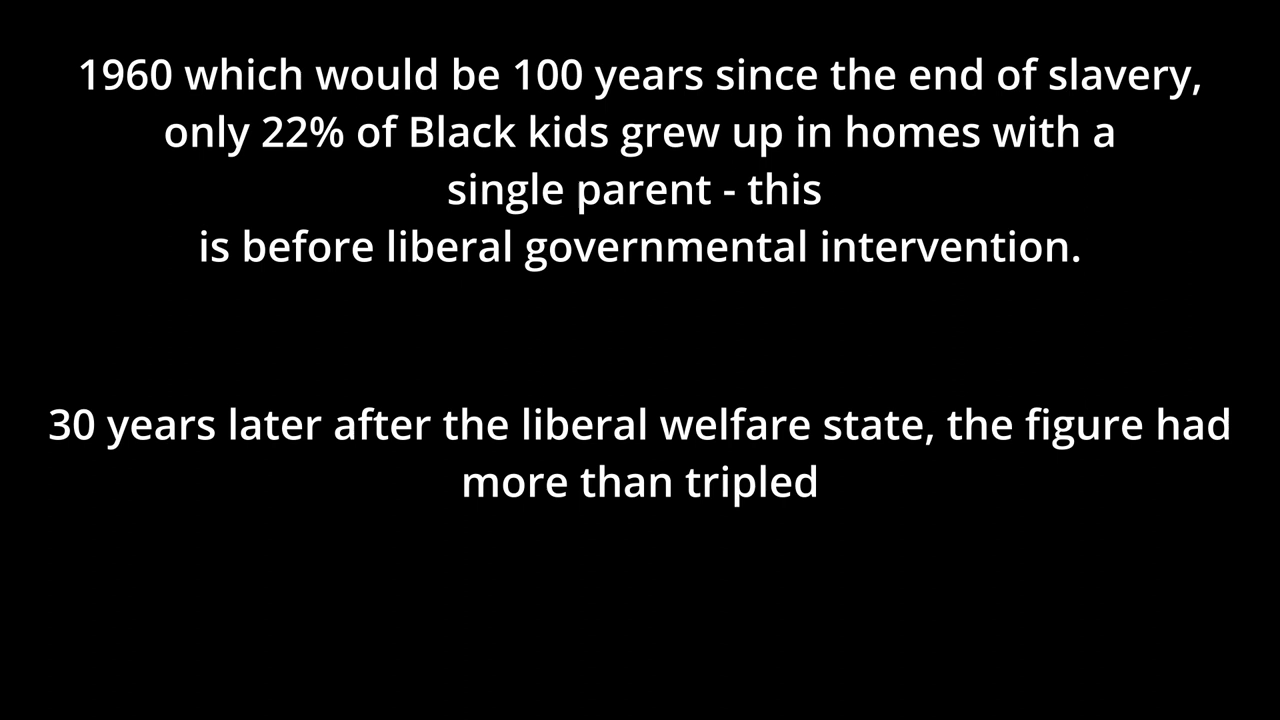 1960 which would be 100 years since the end of slavery,
only 22% of Black kids grew up in homes with a
single parent - this
is before liberal governmental intervention.
30 years later after the liberal welfare state, the figure had
more than tripled